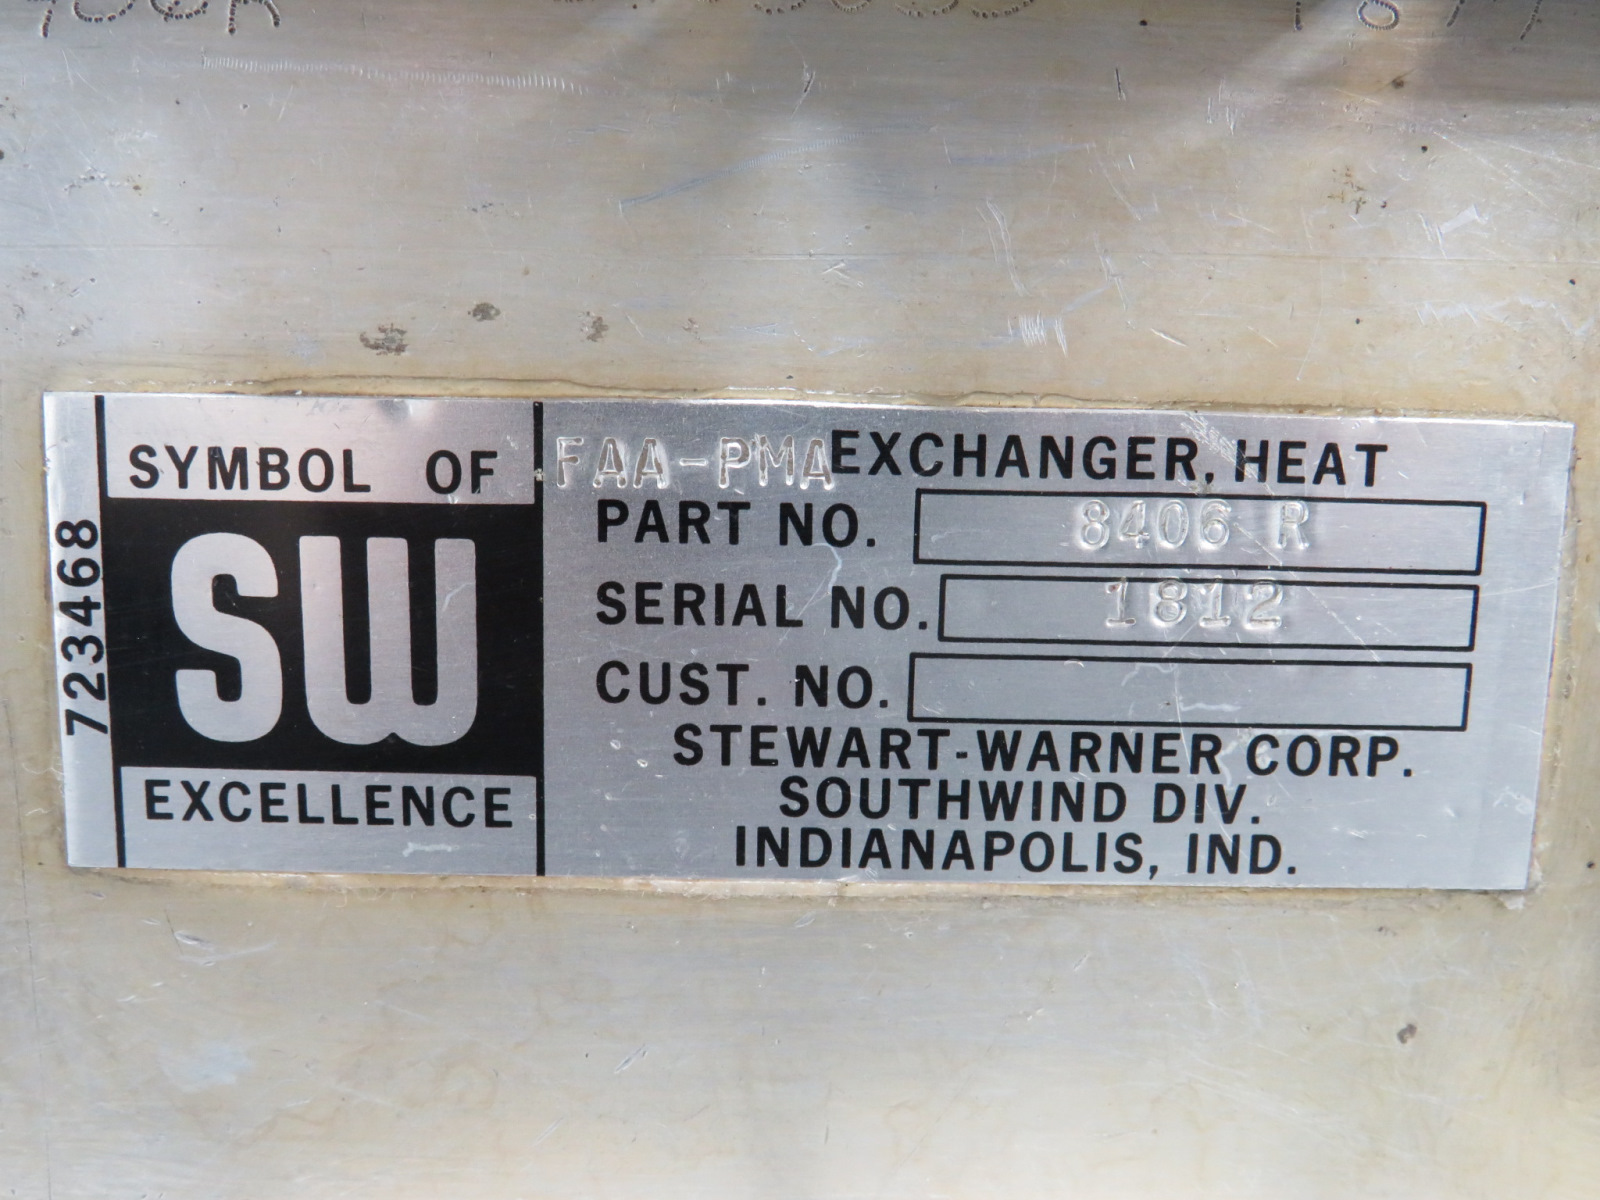 723468
SYMBOL OF
SW
EXCELLENCE
FAA-PMA EXCHANGER, HEAT
PART NO. 8406 R
SERIAL NO. 1812
CUST. NO.
STEWART-WARNER CORP.
SOUTHWIND DIV.
INDIANAPOLIS, IND.